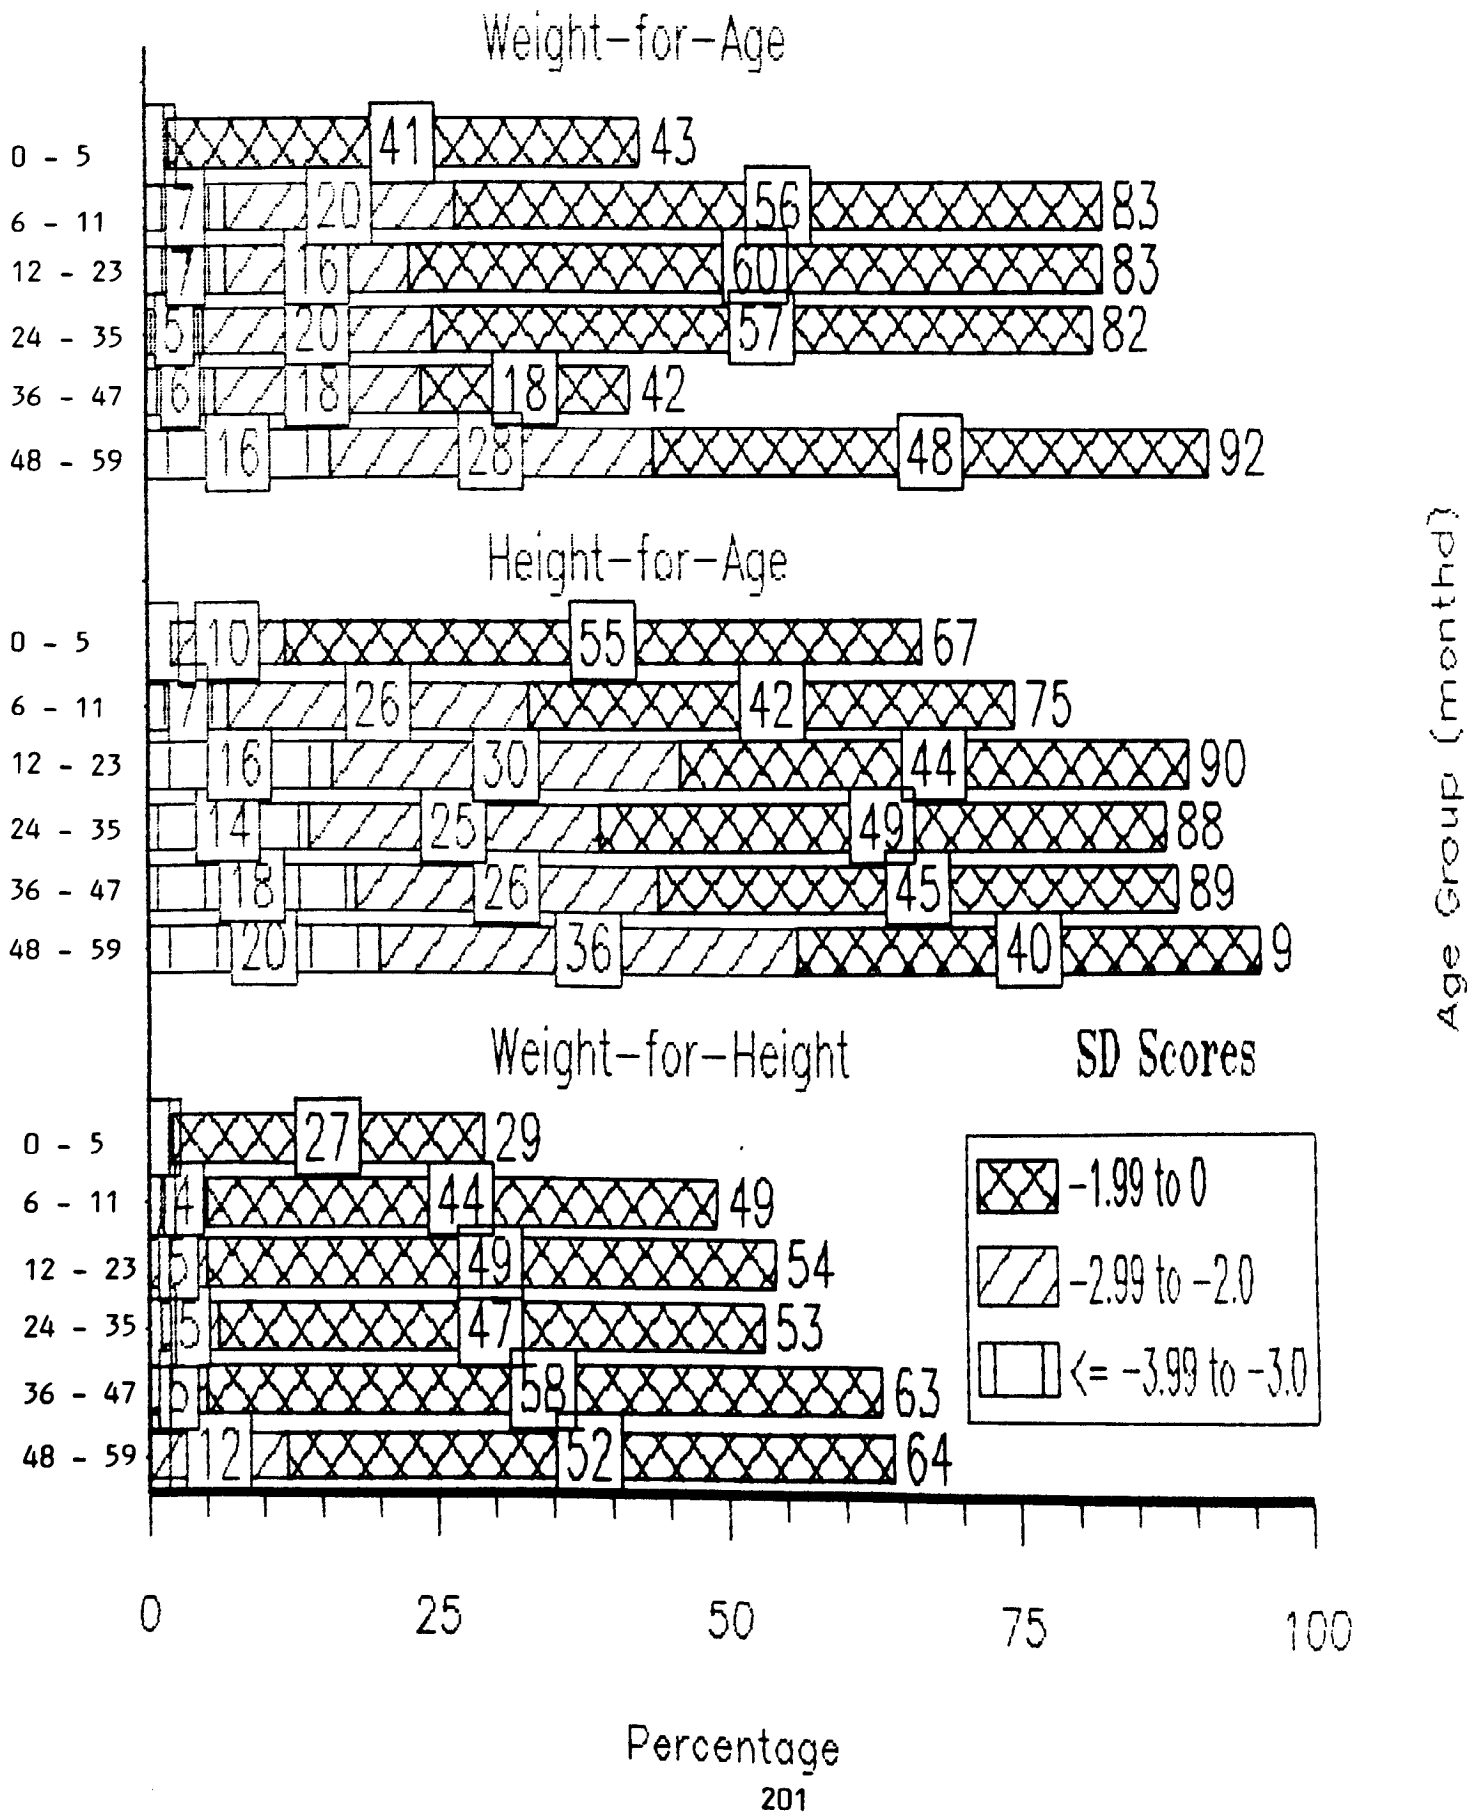 Weight-for-Age
0 - 5 41 43
6 - 11 7 20 56 83
12 - 23 7 16 60 83
24 - 35 5 20 57 82
36 - 47 6 18 18 42
48 - 59 16 28 48 92
Height-for-Age
0 - 5 10 55 67
6 - 11 7 26 42 75
12 - 23 16 30 44 90
24 - 35 14 25 49 88
36 - 47 18 26 45 89
48 - 59 20 36 40 9
Age Group (monthd)
Weight-for-Height
0 - 5 27 29
6 - 11 4 44 49
12 - 23 5 49 54
24 - 35 5 47 53
36 - 47 5 58 63
48 - 59 12 52 64
SD Scores
-1.99 to 0
-2.99 to -2.0
<= -3.99 to -3.0
0 25 50 75 100
Percentage
201